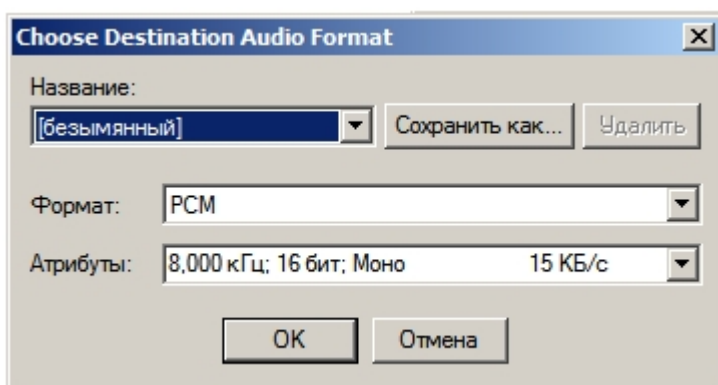 Choose Destination Audio Format
Название:
[безымянный] Сохранить как... Удалить
Формат: PCM
Атрибуты: 8,000 кГц; 16 бит; Моно 15 КБ/с
OK Отмена